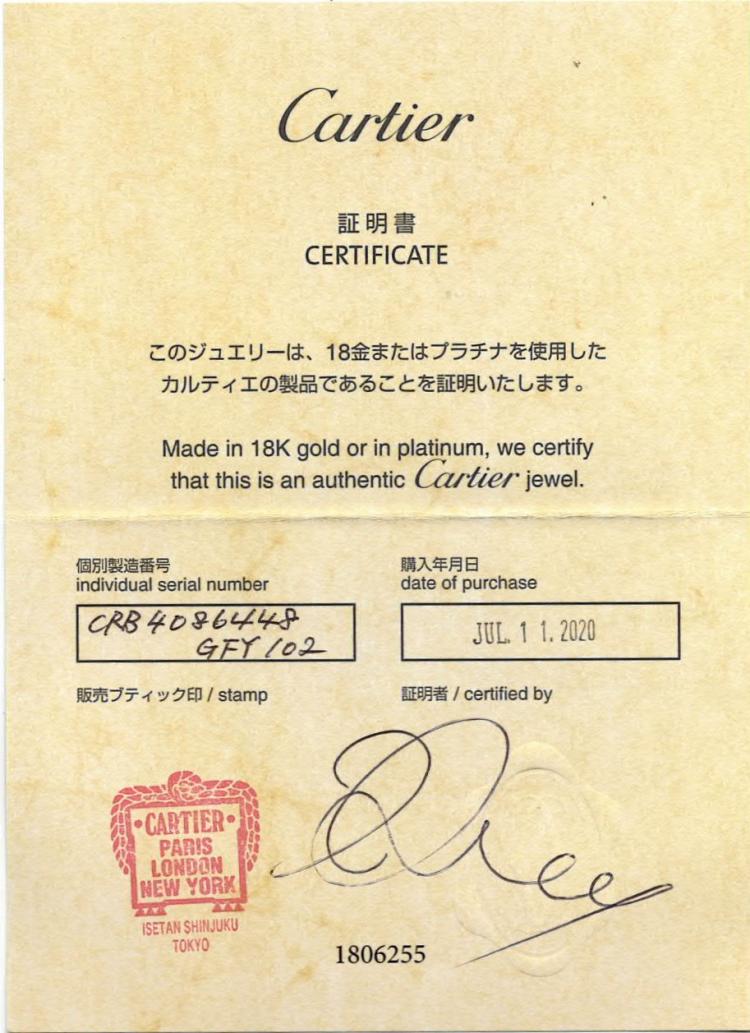 Cartier
証明書
CERTIFICATE
このジュエリーは、18金またはプラチナを使用した
カルティエの製品であることを証明いたします。
Made in 18K gold or in platinum, we certify
that this is an authentic Cartier jewel.
個別製造番号
individual serial number
CRB4086448
GFY102
購入年月日
date of purchase
JUL. 11.2020
販売ブティック印 / stamp
証明者 / certified by
•CARTIER•
PARIS
LONDON
NEW YORK
ISETAN SHINJUKU
TOKYO
1806255